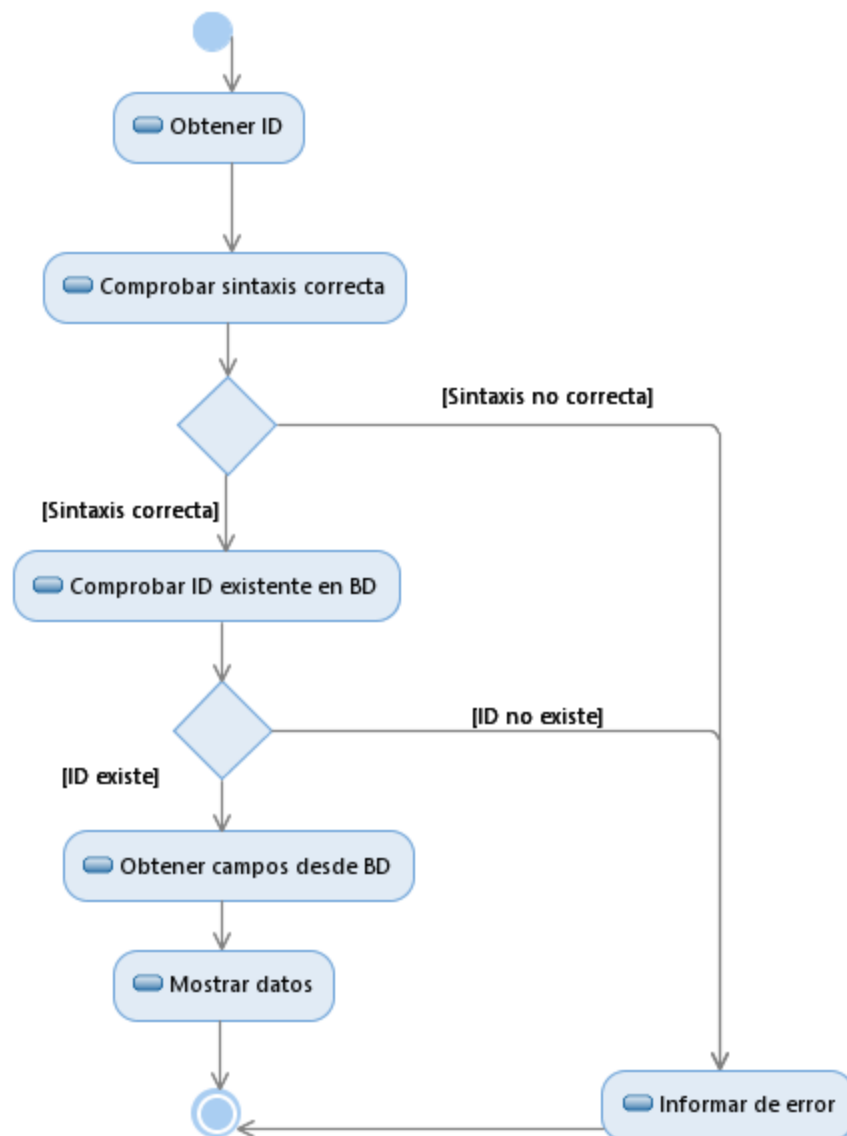 Obtener ID
Comprobar sintaxis correcta
[Sintaxis no correcta]
[Sintaxis correcta]
Comprobar ID existente en BD
[ID no existe]
[ID existe]
Obtener campos desde BD
Mostrar datos
Informar de error